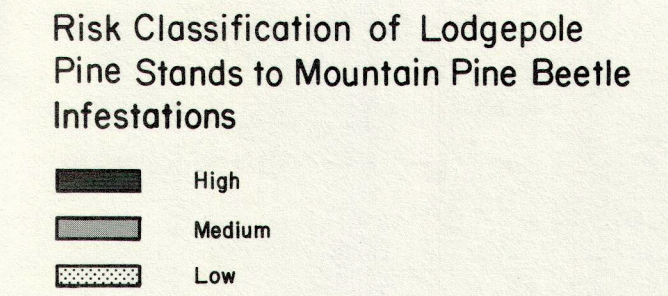 Risk Classification of Lodgepole
Pine Stands to Mountain Pine Beetle
Infestations
High
Medium
Low